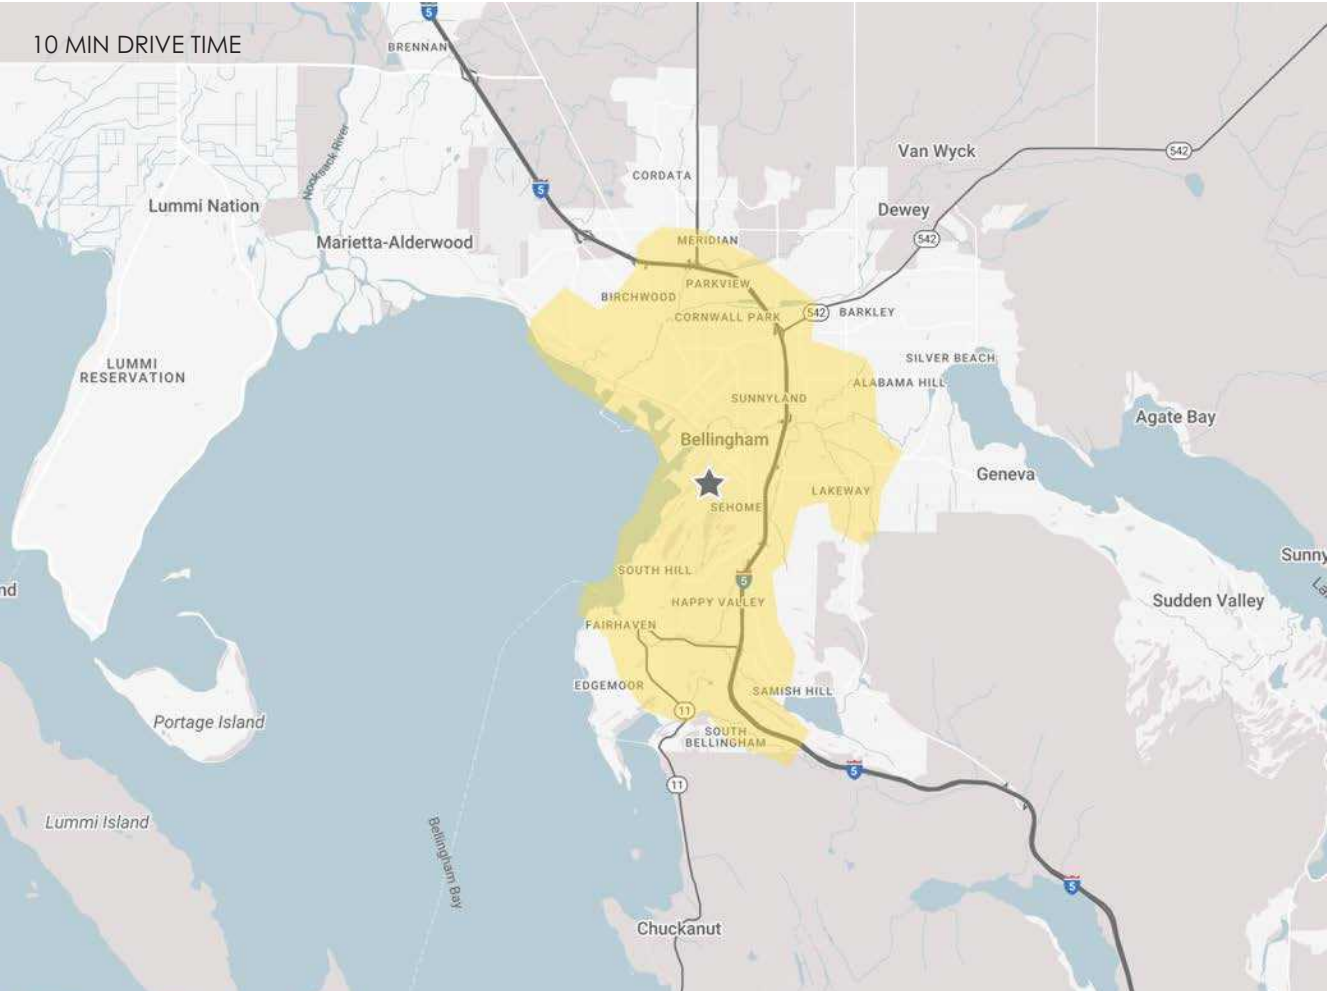 10 MIN DRIVE TIME
5
BRENNAN
Nooksack River
5
CORDATA
Van Wyck
542
Lummi Nation
Dewey
Marietta-Alderwood
MERIDIAN
542
PARKVIEW
BIRCHWOOD
CORNWALL PARK
542
BARKLEY
LUMMI
RESERVATION
SILVER BEACH
ALABAMA HILL
SUNNYLAND
Agate Bay
Bellingham
Geneva
LAKEWAY
SEHOME
Sunny
nd
SOUTH HILL
5
La
HAPPY VALLEY
Sudden Valley
FAIRHAVEN
EDGEMOOR
SAMISH HILL
11
Portage Island
SOUTH
BELLINGHAM
5
11
Lummi Island
Bellingham Bay
5
Chuckanut